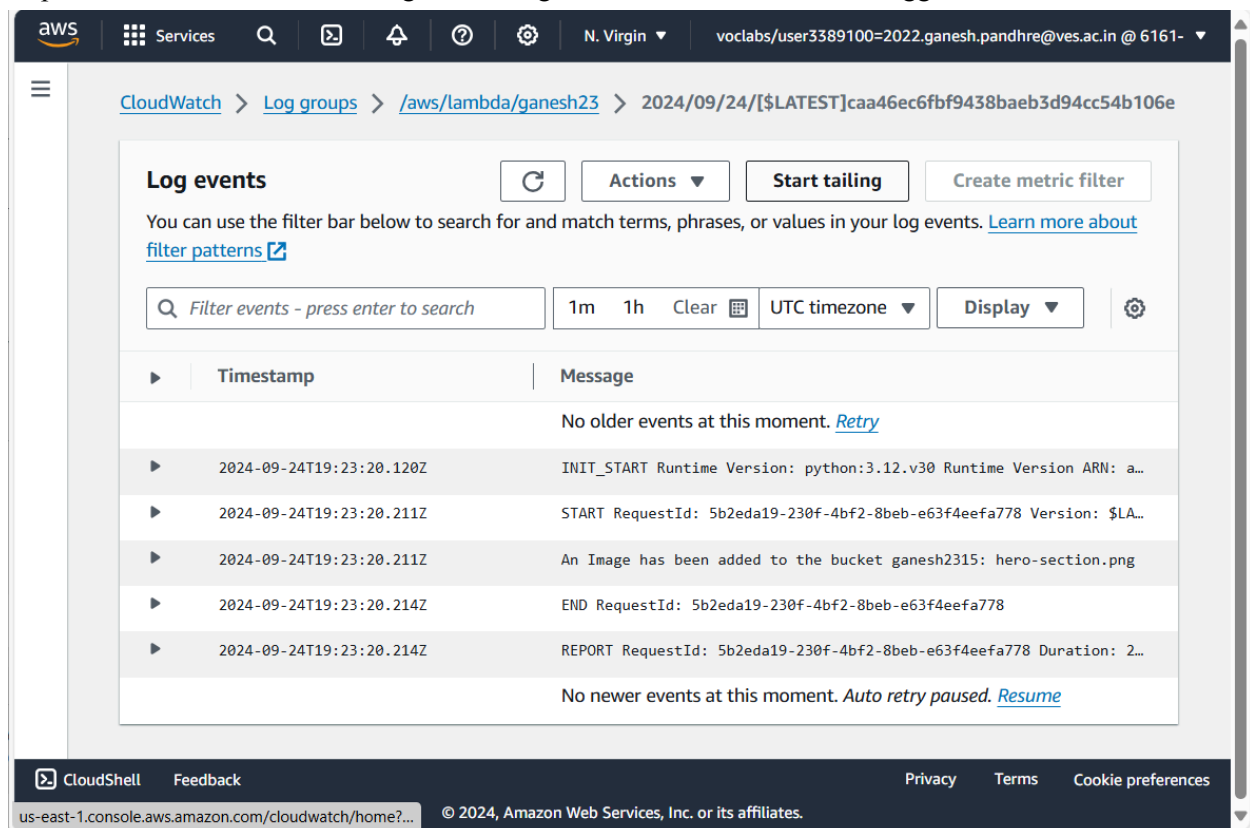 aws Services N. Virgin ▼ voclabs/user3389100=2022.ganesh.pandhre@ves.ac.in @ 6161- ▼
CloudWatch > Log groups > /aws/lambda/ganesh23 > 2024/09/24/[$LATEST]caa46ec6fbf9438baeb3d94cc54b106e
Log events Actions ▼ Start tailing Create metric filter
You can use the filter bar below to search for and match terms, phrases, or values in your log events. Learn more about
filter patterns
Filter events - press enter to search 1m 1h Clear UTC timezone ▼ Display ▼
Timestamp Message
No older events at this moment. Retry
2024-09-24T19:23:20.120Z INIT_START Runtime Version: python:3.12.v30 Runtime Version ARN: a…
2024-09-24T19:23:20.211Z START RequestId: 5b2eda19-230f-4bf2-8beb-e63f4eefa778 Version: $LA…
2024-09-24T19:23:20.211Z An Image has been added to the bucket ganesh2315: hero-section.png
2024-09-24T19:23:20.214Z END RequestId: 5b2eda19-230f-4bf2-8beb-e63f4eefa778
2024-09-24T19:23:20.214Z REPORT RequestId: 5b2eda19-230f-4bf2-8beb-e63f4eefa778 Duration: 2…
No newer events at this moment. Auto retry paused. Resume
CloudShell Feedback Privacy Terms Cookie preferences
us-east-1.console.aws.amazon.com/cloudwatch/home?... © 2024, Amazon Web Services, Inc. or its affiliates.